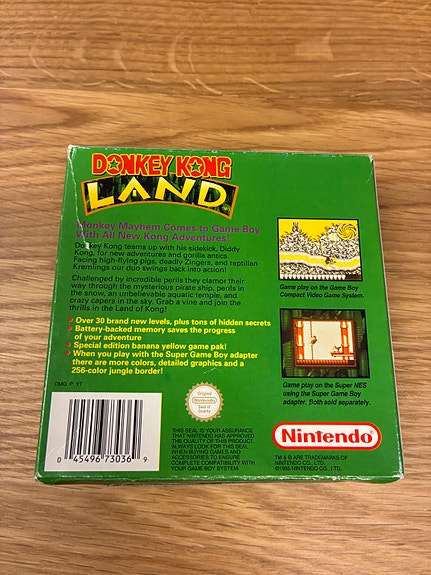 DONKEY KONG
LAND
Monkey Mayhem Comes to Game Boy
With All New Kong Adventures!
Donkey Kong teams up with his sidekick, Diddy
Kong, for new adventures and gorilla antics.
Facing high-flying pigs, deadly Zingers, and reptilian
Kremlings our duo swings back into action!
Challenged by incredible perils they clamor their
way through the mysterious pirate ship, perils in
the snow, an unbelievable aquatic temple, and
crazy capers in the sky. Grab a vine and join the
thrills in the Land of Kong!
Over 30 brand new levels, plus tons of hidden secrets
Battery-backed memory saves the progress
of your adventure
Special edition banana yellow game pak!
When you play with the Super Game Boy adapter
there are more colors, detailed graphics and a
256-color jungle border!
DMG P YT
0 45496 73036 9
Original
Nintendo
Seal of
Quality
THIS SEAL IS YOUR ASSURANCE
THAT NINTENDO HAS APPROVED
THE QUALITY OF THIS PRODUCT.
ALWAYS LOOK FOR THIS SEAL
WHEN BUYING GAMES AND
ACCESSORIES TO ENSURE
COMPLETE COMPATIBILITY WITH
YOUR GAME BOY SYSTEM.
Game play on the Game Boy
Compact Video Game System.
Game play on the Super NES
using the Super Game Boy
adapter. Both sold separately.
Nintendo
TM & ® ARE TRADEMARKS OF
NINTENDO CO., LTD.
©1995 NINTENDO CO., LTD.